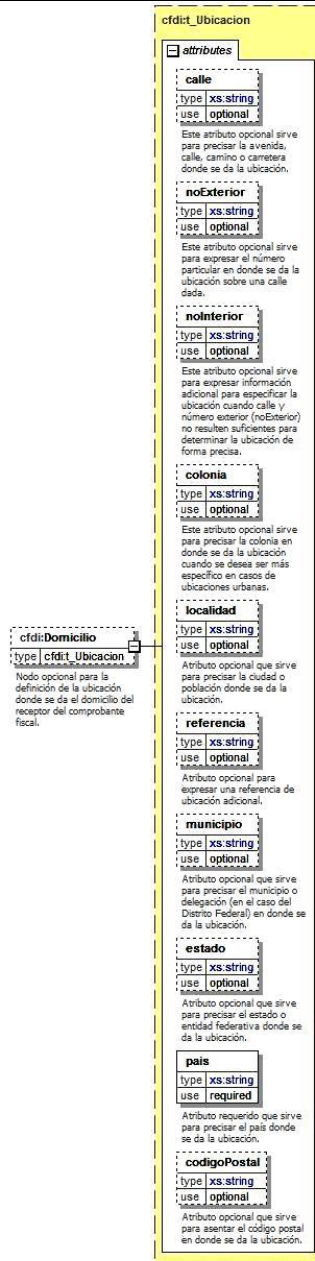 cfdi:t_Ubicacion
attributes
calle
type xs:string
use optional
Este atributo opcional sirve
para precisar la avenida,
calle, camino o carretera
donde se da la ubicación.
noExterior
type xs:string
use optional
Este atributo opcional sirve
para expresar el número
particular en donde se da la
ubicación sobre una calle
dada.
noInterior
type xs:string
use optional
Este atributo opcional sirve
para expresar información
adicional para especificar la
ubicación cuando calle y
número exterior (noExterior)
no resulten suficientes para
determinar la ubicación de
forma precisa.
colonia
type xs:string
use optional
Este atributo opcional sirve
para precisar la colonia en
donde se da la ubicación
cuando se desea ser más
específico en casos de
ubicaciones urbanas.
localidad
type xs:string
use optional
Atributo opcional que sirve
para precisar la ciudad o
población donde se da la
ubicación.
cfdi:Domicilio
type cfdi:t_Ubicacion
Nodo opcional para la
definición de la ubicación
donde se da el domicilio del
receptor del comprobante
fiscal.
referencia
type xs:string
use optional
Atributo opcional para
expresar una referencia de
ubicación adicional.
municipio
type xs:string
use optional
Atributo opcional que sirve
para precisar el municipio o
delegación (en el caso del
Distrito Federal) en donde se
da la ubicación.
estado
type xs:string
use optional
Atributo opcional que sirve
para precisar el estado o
entidad federativa donde se
da la ubicación.
pais
type xs:string
use required
Atributo requerido que sirve
para precisar el país donde
se da la ubicación.
codigoPostal
type xs:string
use optional
Atributo opcional que sirve
para asentar el código postal
en donde se da la ubicación.